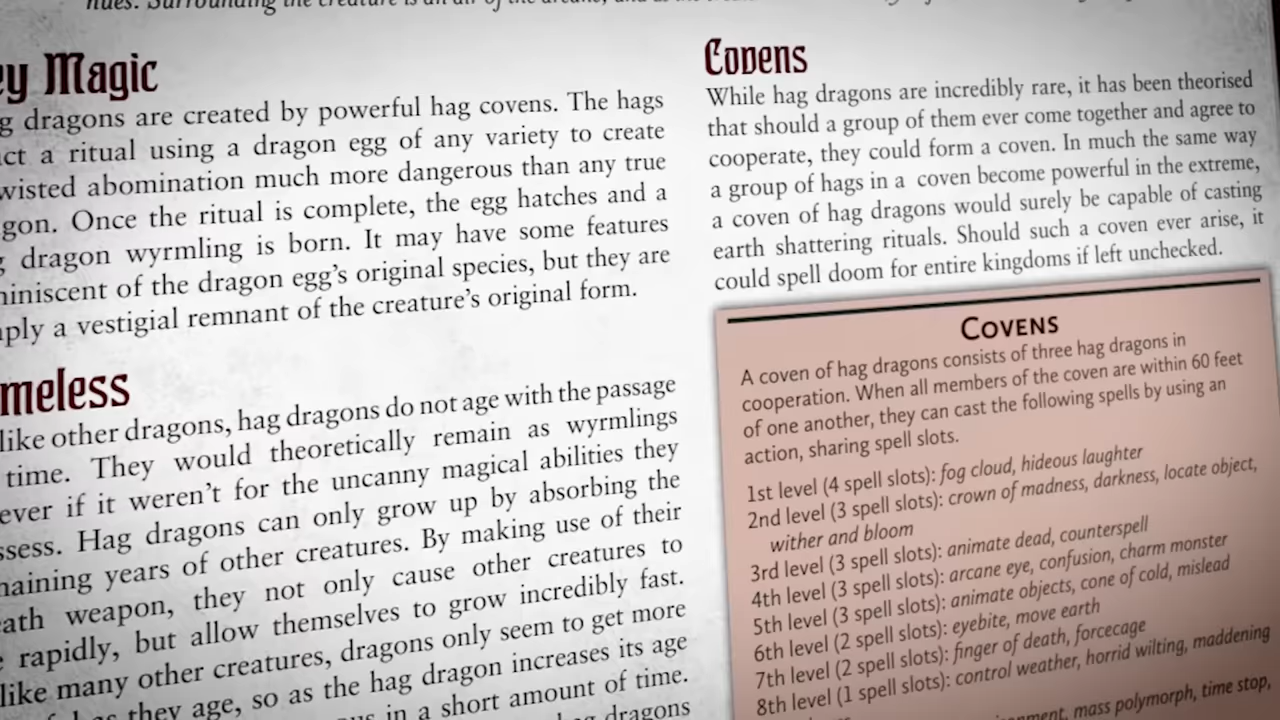 hues. Surrounding the creature is an air of the arcane, and
ey Magic
g dragons are created by powerful hag covens. The hags
ct a ritual using a dragon egg of any variety to create
wisted abomination much more dangerous than any true
gon. Once the ritual is complete, the egg hatches and a
g dragon wyrmling is born. It may have some features
iniscent of the dragon egg's original species, but they are
ply a vestigial remnant of the creature's original form.
meless
like other dragons, hag dragons do not age with the passage
time. They would theoretically remain as wyrmlings
ever if it weren't for the uncanny magical abilities they
ssess. Hag dragons can only grow up by absorbing the
aining years of other creatures. By making use of their
ath weapon, they not only cause other creatures to
e rapidly, but allow themselves to grow incredibly fast.
like many other creatures, dragons only seem to get more
they age, so as the hag dragon increases its age
in a short amount of time.
dragons
Covens
While hag dragons are incredibly rare, it has been theorised
that should a group of them ever come together and agree to
cooperate, they could form a coven. In much the same way
a group of hags in a coven become powerful in the extreme,
a coven of hag dragons would surely be capable of casting
earth shattering rituals. Should such a coven ever arise, it
could spell doom for entire kingdoms if left unchecked.
COVENS
A coven of hag dragons consists of three hag dragons in
cooperation. When all members of the coven are within 60 feet
of one another, they can cast the following spells by using an
action, sharing spell slots.
1st level (4 spell slots): fog cloud, hideous laughter
2nd level (3 spell slots): crown of madness, darkness, locate object,
wither and bloom
3rd level (3 spell slots): animate dead, counterspell
4th level (3 spell slots): arcane eye, confusion, charm monster
5th level (3 spell slots): animate objects, cone of cold, mislead
6th level (2 spell slots): eyebite, move earth
7th level (2 spell slots): finger of death, forcecage
8th level (1 spell slots): control weather, horrid wilting, maddening
mass polymorph, time stop,